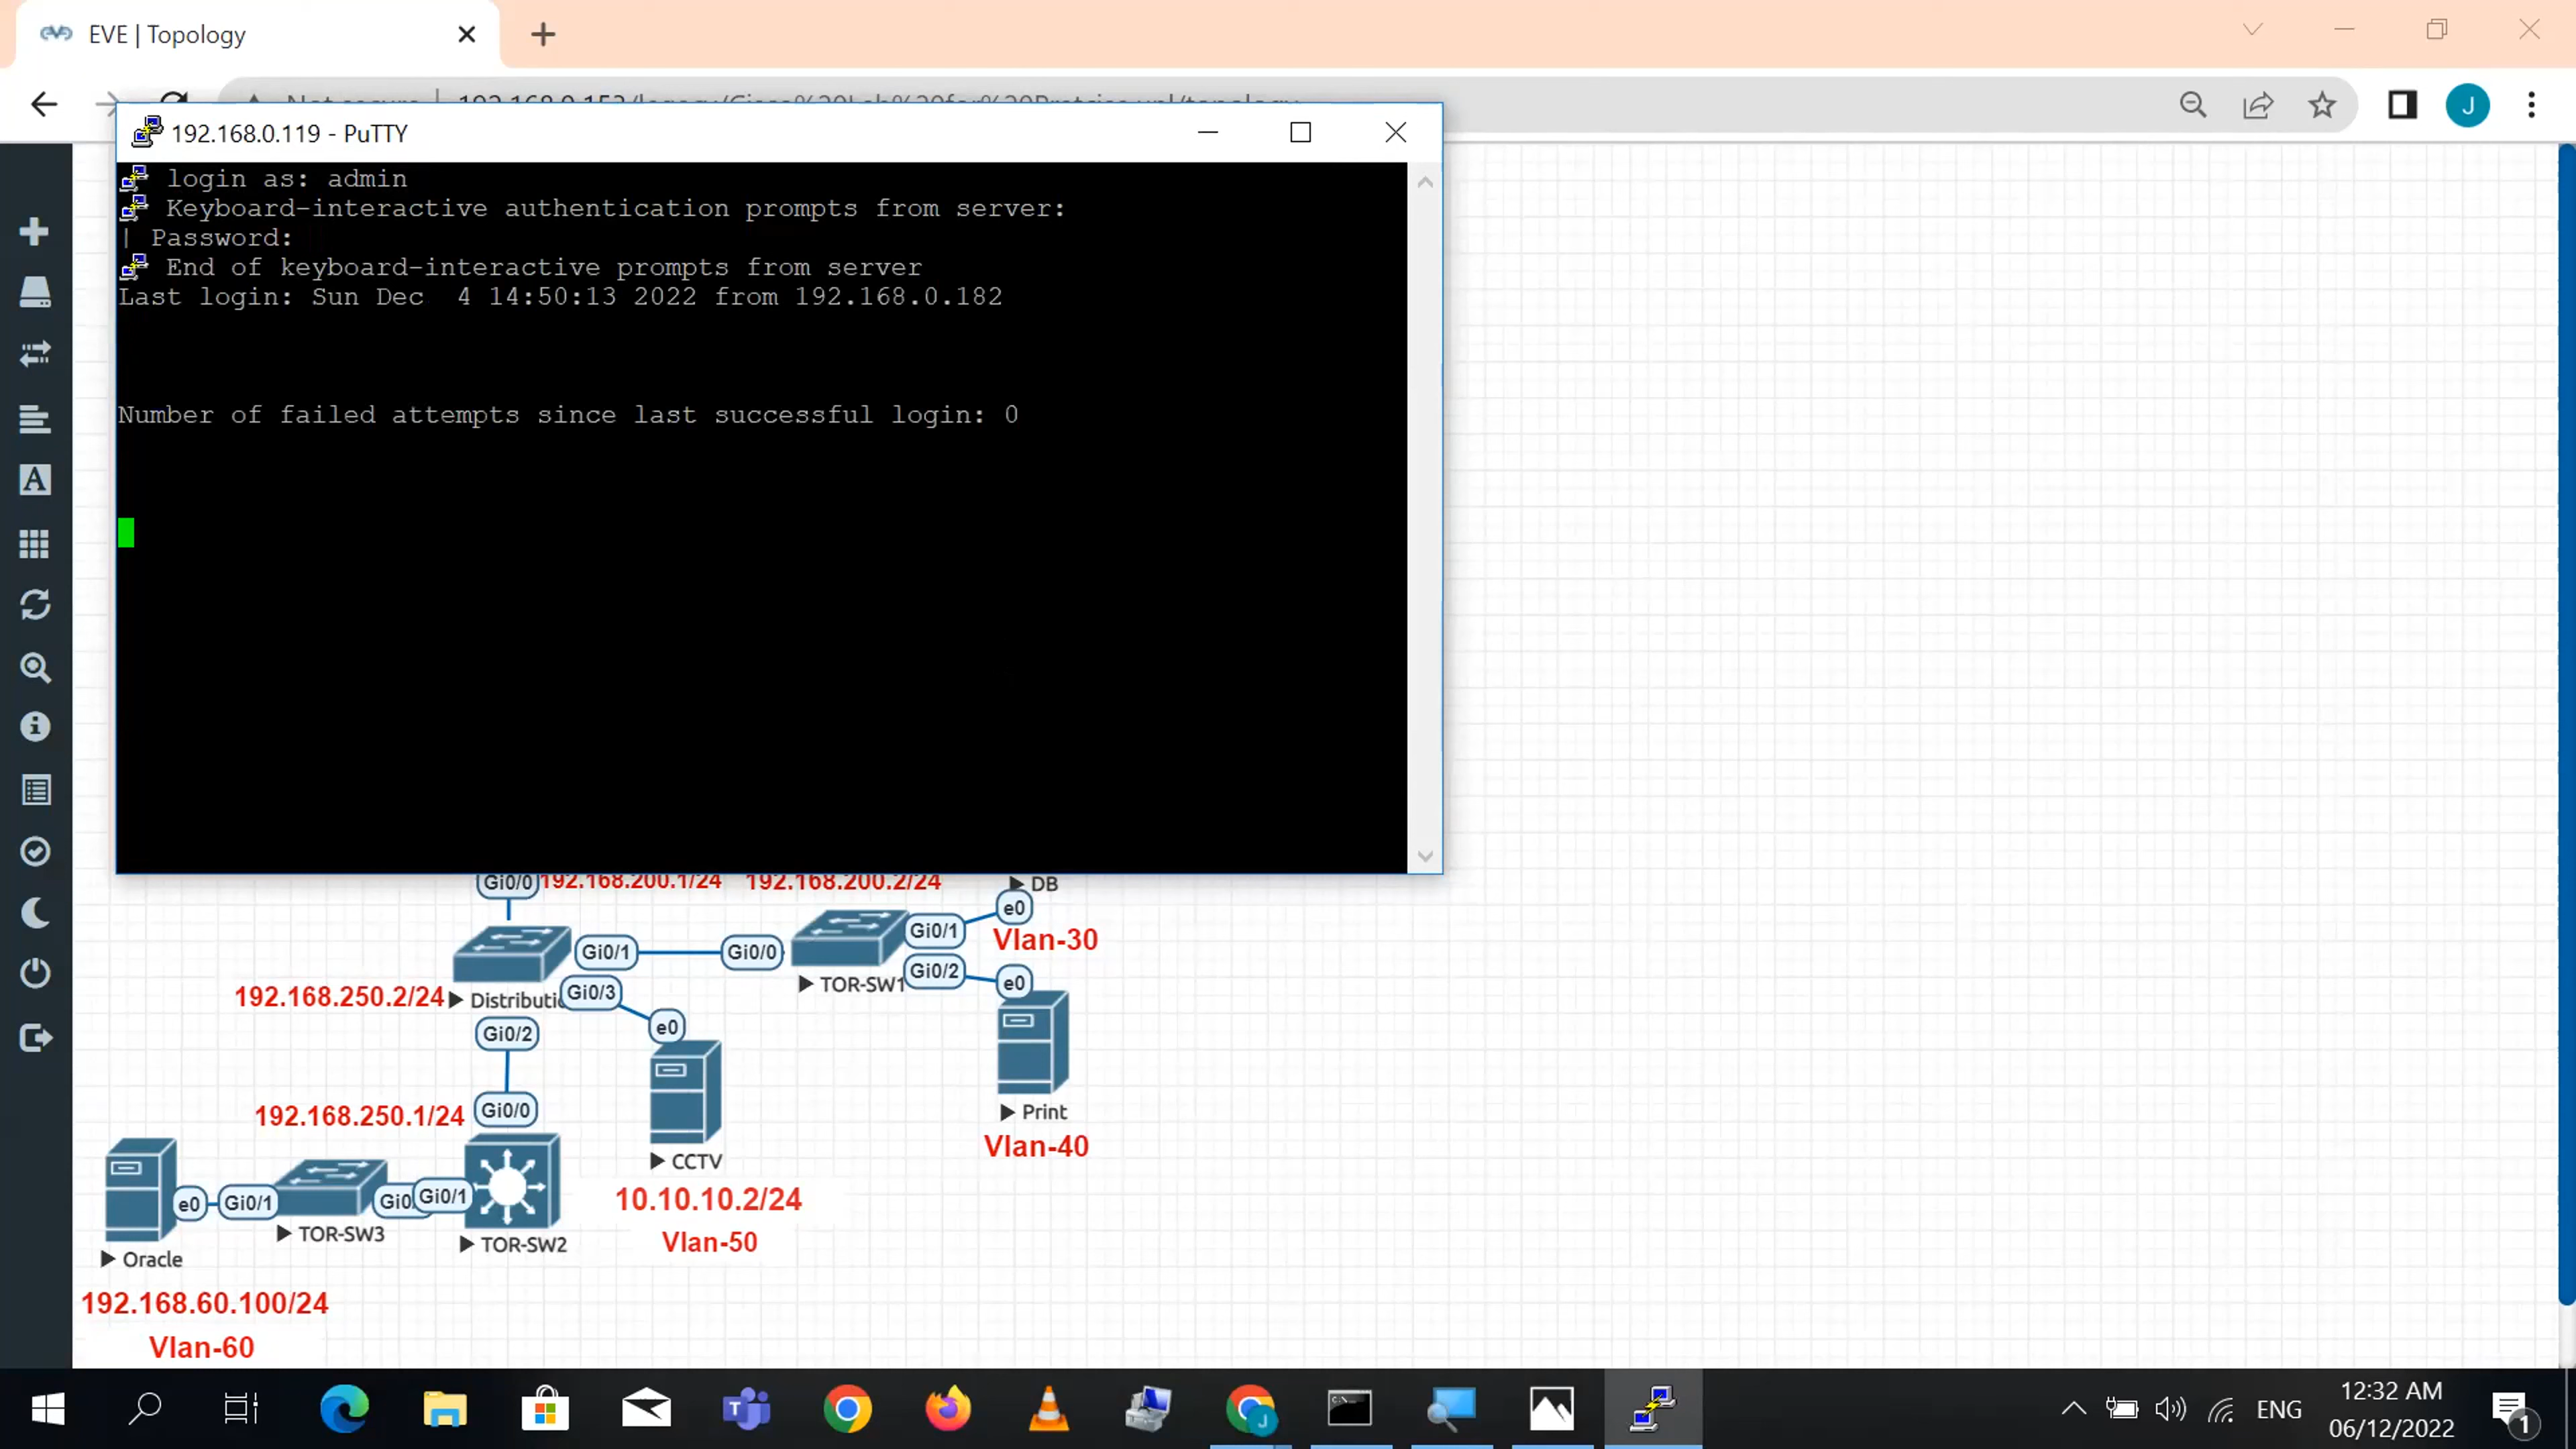 EVE | Topology
192.168.0.119 - PuTTY
login as: admin
Keyboard-interactive authentication prompts from server:
| Password:
End of keyboard-interactive prompts from server
Last login: Sun Dec  4 14:50:13 2022 from 192.168.0.182
Number of failed attempts since last successful login: 0
Gi0/0 192.168.200.1/24 192.168.200.2/24 DB
e0
Gi0/1
Vlan-30
Gi0/1 Gi0/0
Gi0/2
e0
TOR-SW1
192.168.250.2/24 Gi0/3
Gi0/2 e0
192.168.250.1/24 Gi0/0
Print
Vlan-40
CCTV
10.10.10.2/24
Vlan-50
e0 Gi0/1 Gi0/1
TOR-SW3 TOR-SW2
Oracle
192.168.60.100/24
Vlan-60
J
A
T
J
C:\_
ENG
12:32 AM
06/12/2022
1